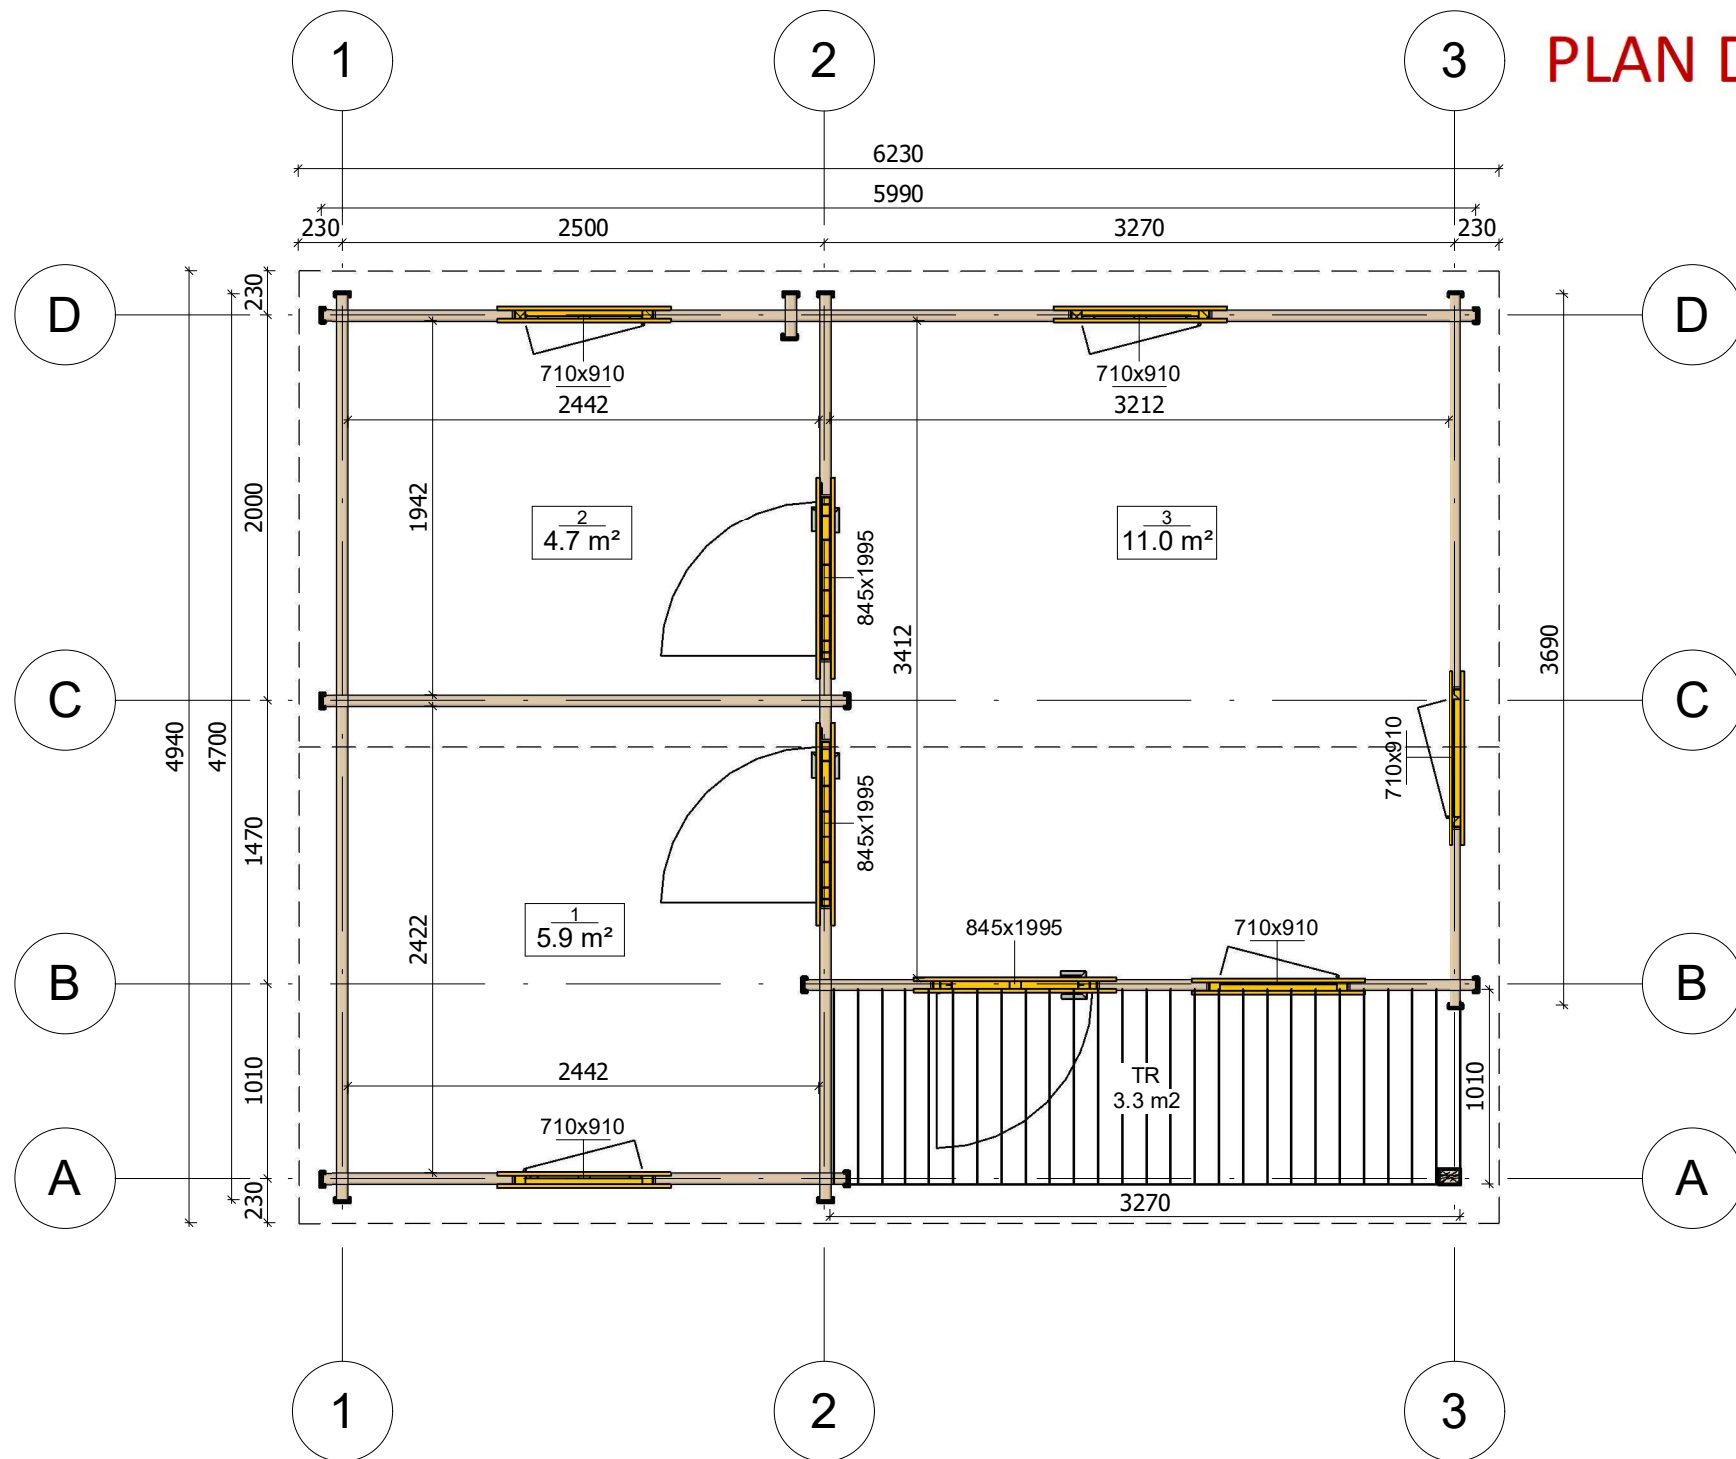 1
2
3
PLAN D
6230
5990
230
2500
3270
230
D
D
230
710x910
710x910
2442
3212
2000
1942
2
4.7 m²
3
11.0 m²
845x1995
3412
3690
C
C
4940
4700
710x910
1470
845x1995
2422
1
5.9 m²
845x1995
710x910
B
B
1010
2442
TR
3.3 m2
1010
710x910
A
A
230
3270
1
2
3